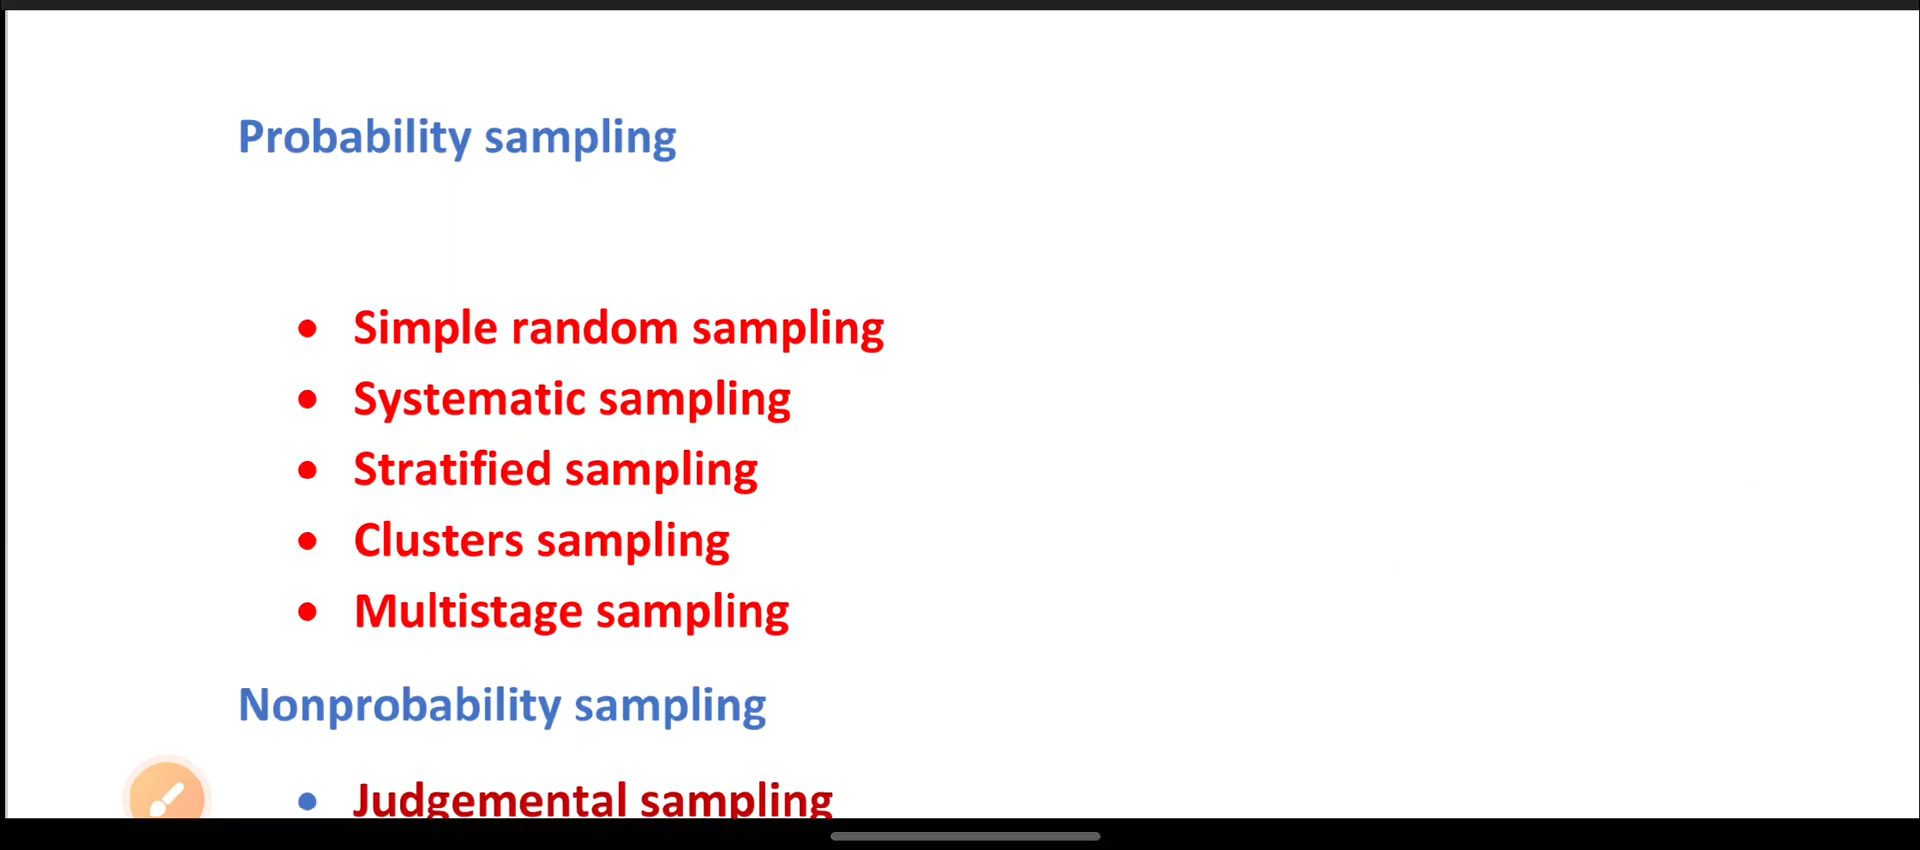 Probability sampling
• Simple random sampling
• Systematic sampling
• Stratified sampling
• Clusters sampling
• Multistage sampling
Nonprobability sampling
• Judgemental sampling